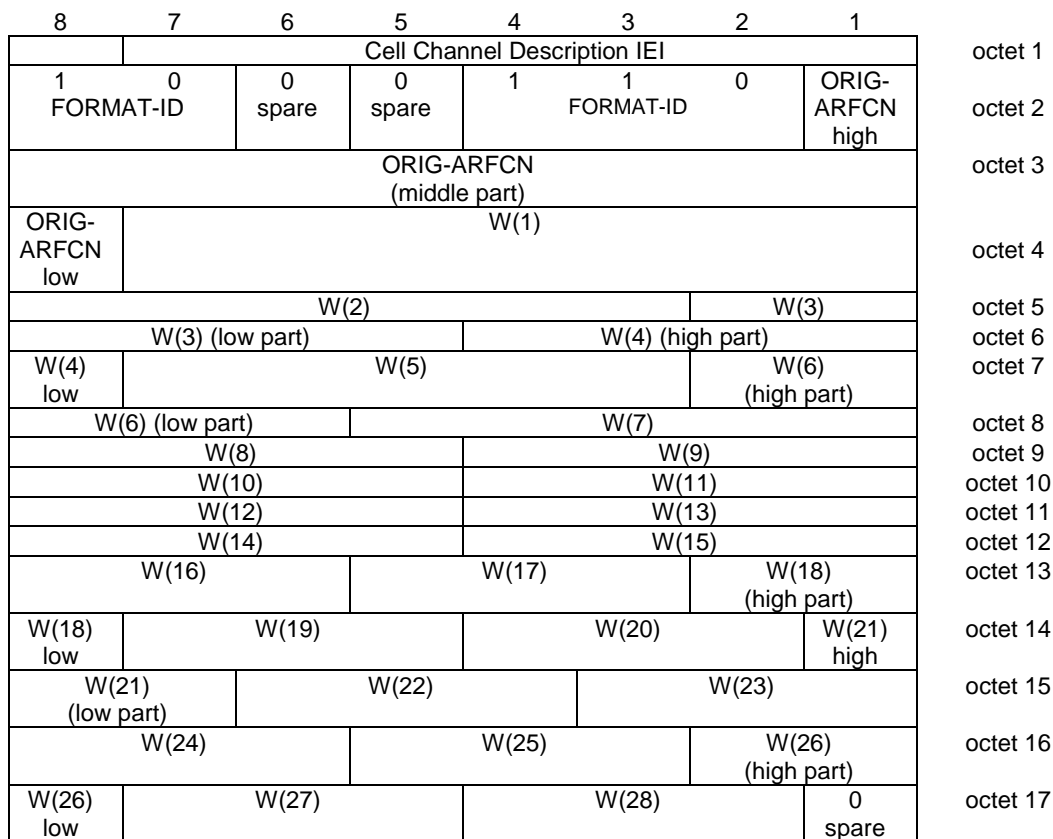 8 7 6 5 4 3 2 1
Cell Channel Description IEI octet 1
1 0 0 0 1 1 0 ORIG-
FORMAT-ID spare spare FORMAT-ID ARFCN octet 2
high
ORIG-ARFCN octet 3
(middle part)
ORIG- W(1)
ARFCN octet 4
low
W(2) W(3) octet 5
W(3) (low part) W(4) (high part) octet 6
W(4) W(5) W(6) octet 7
low (high part)
W(6) (low part) W(7) octet 8
W(8) W(9) octet 9
W(10) W(11) octet 10
W(12) W(13) octet 11
W(14) W(15) octet 12
W(16) W(17) W(18) octet 13
(high part)
W(18) W(19) W(20) W(21) octet 14
low high
W(21) W(22) W(23) octet 15
(low part)
W(24) W(25) W(26) octet 16
(high part)
W(26) W(27) W(28) 0 octet 17
low spare